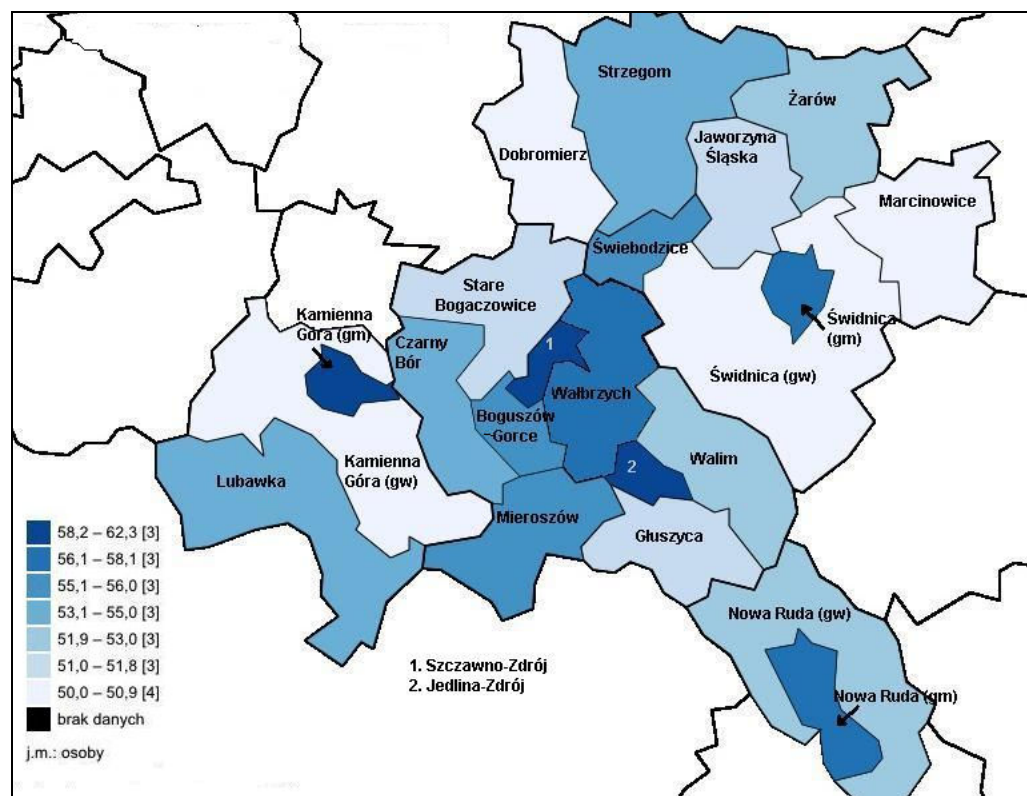 Strzegom
Żarów
Jaworzyna
Śląska
Dobromierz
Marcinowice
Świebodzice
Stare
Bogaczowice
Kamienna
Góra (gm)
Świdnica
(gm)
Czarny
Bór
1
Świdnica (gw)
Wałbrzych
Boguszów
-Gorce
Walim
2
Kamienna
Góra (gw)
Lubawka
Mieroszów
Głuszyca
58,2 – 62,3 [3]
56,1 – 58,1 [3]
55,1 – 56,0 [3]
53,1 – 55,0 [3]
51,9 – 53,0 [3]
51,0 – 51,8 [3]
50,0 – 50,9 [4]
brak danych
j.m.: osoby
Nowa Ruda (gw)
1. Szczawno-Zdrój
2. Jedlina-Zdrój
Nowa Ruda (gm)